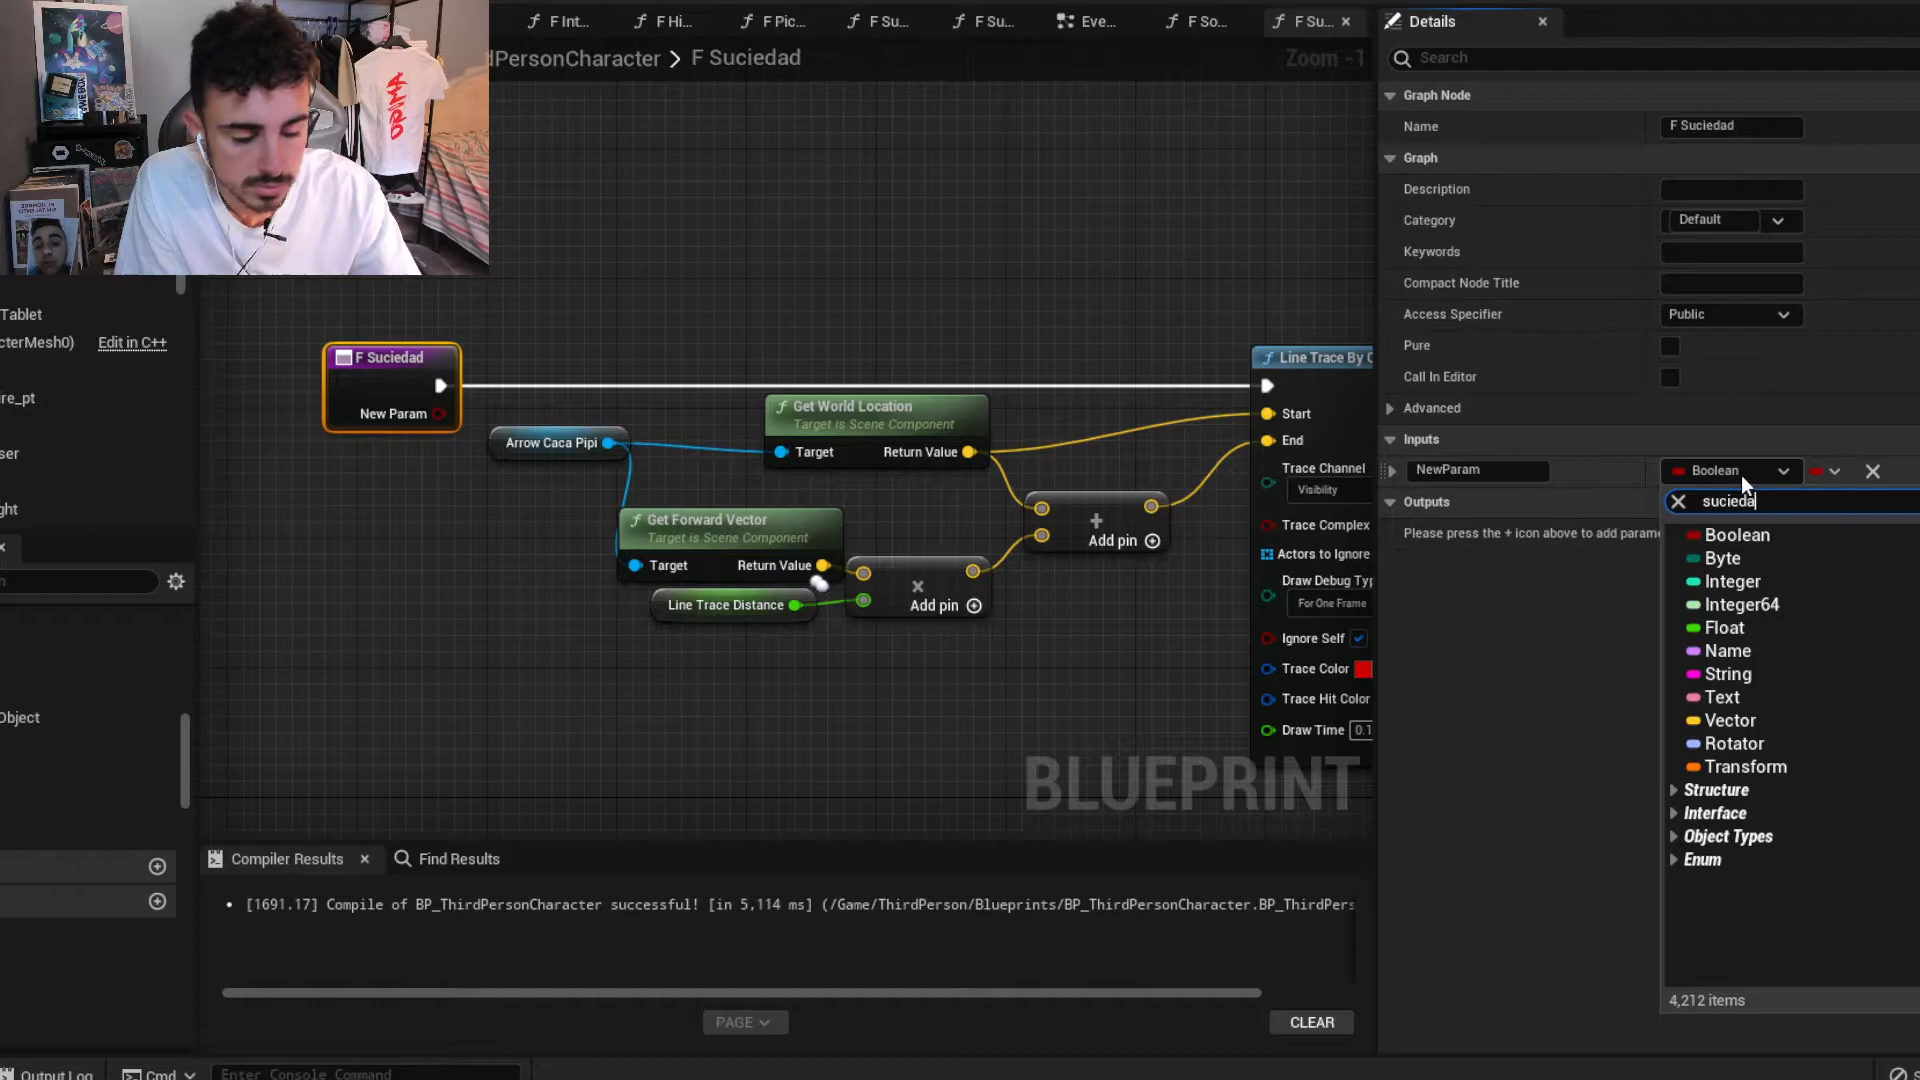 F Int...
F Hi...
F Pic...
F Su...
F Su...
Eve...
F So...
F Su...
Details
dPersonCharacter > F Suciedad
Zoom -1
Search
Graph Node
Name
F Suciedad
Graph
Description
Category
Default
Keywords
Compact Node Title
Access Specifier
Public
Pure
Call In Editor
Advanced
Inputs
NewParam
Boolean
Outputs
Please press the + icon above to add parame
sucieda
Boolean
Byte
Integer
Integer64
Float
Name
String
Text
Vector
Rotator
Transform
Structure
Interface
Object Types
Enum
4,212 items
DRIMA
Tablet
cterMesh0)
Edit in C++
ire_pt
ser
ght
Object
F Suciedad
New Param
Arrow Caca Pipi
Get World Location
Target is Scene Component
Target
Return Value
Get Forward Vector
Target is Scene Component
Target
Return Value
Line Trace Distance
Add pin
Add pin
Line Trace By C
Start
End
Trace Channel
Visibility
Trace Complex
Actors to Ignore
Draw Debug Typ
For One Frame
Ignore Self
Trace Color
Trace Hit Color
Draw Time
0.1
BLUEPRINT
Compiler Results
Find Results
[1691.17] Compile of BP_ThirdPersonCharacter successful! [in 5,114 ms] (/Game/ThirdPerson/Blueprints/BP_ThirdPersonCharacter.BP_ThirdPers
PAGE
CLEAR
Output Log
Cmd
Enter Console Command